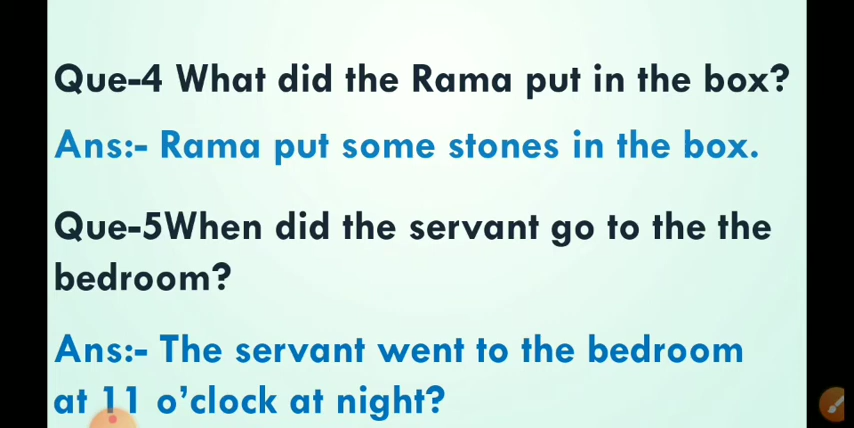 Que-4 What did the Rama put in the box?
Ans:- Rama put some stones in the box.
Que-5When did the servant go to the the
bedroom?
Ans:- The servant went to the bedroom
at 11 o'clock at night?